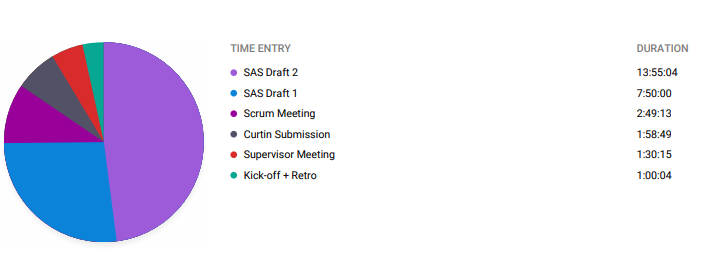 TIME ENTRY DURATION
SAS Draft 2 13:55:04
SAS Draft 1 7:50:00
Scrum Meeting 2:49:13
Curtin Submission 1:58:49
Supervisor Meeting 1:30:15
Kick-off + Retro 1:00:04